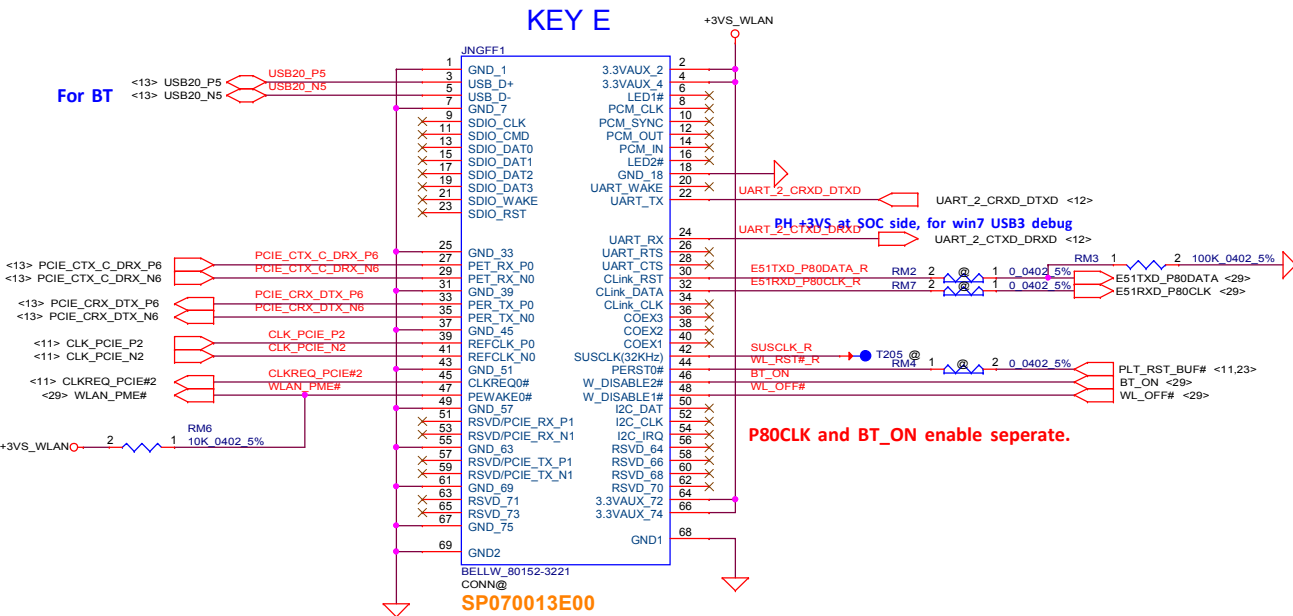 KEY E
+3VS_WLAN
JNGFF1
For BT
<13> USB20_P5 USB20_P5 1 GND_1 3.3VAUX_2 2
<13> USB20_N5 USB20_N5 3 USB_D+ 3.3VAUX_4 4
5 USB_D- LED1# 6
7 GND_7 PCM_CLK 8
9 SDIO_CLK PCM_SYNC 10
11 SDIO_CMD PCM_OUT 12
13 SDIO_DAT0 PCM_IN 14
15 SDIO_DAT1 LED2# 16
17 SDIO_DAT2 GND_18 18
19 SDIO_DAT3 UART_WAKE 20
21 SDIO_WAKE UART_TX 22 UART_2_CRXD_DTXD UART_2_CRXD_DTXD <12>
23 SDIO_RST
PH +3VS at SOC side, for win7 USB3 debug
UART_RX 24 UART_2_CTXD_DRXD UART_2_CTXD_DRXD <12>
25 GND_33 UART_RTS 26
<13> PCIE_CTX_C_DRX_P6 PCIE_CTX_C_DRX_P6 27 PET_RX_P0 UART_CTS 28
RM3 1 2 100K_0402_5%
<13> PCIE_CTX_C_DRX_N6 PCIE_CTX_C_DRX_N6 29 PET_RX_N0 CLink_RST 30 E51TXD_P80DATA_R RM2 2 @ 1 0_0402_5% E51TXD_P80DATA <29>
31 GND_39 CLink_DATA 32 E51RXD_P80CLK_R RM7 2 @ 1 0_0402_5% E51RXD_P80CLK <29>
<13> PCIE_CRX_DTX_P6 PCIE_CRX_DTX_P6 33 PER_TX_P0 CLink_CLK 34
<13> PCIE_CRX_DTX_N6 PCIE_CRX_DTX_N6 35 PER_TX_N0 COEX3 36
37 GND_45 COEX2 38
<11> CLK_PCIE_P2 CLK_PCIE_P2 39 REFCLK_P0 COEX1 40
<11> CLK_PCIE_N2 CLK_PCIE_N2 41 REFCLK_N0 SUSCLK(32KHz) 42 SUSCLK_R T205 @
43 GND_51 PERST0# 44 WL_RST#_R RM4 1 @ 2 0_0402_5% PLT_RST_BUF# <11,23>
<11> CLKREQ_PCIE#2 CLKREQ_PCIE#2 45 CLKREQ0# W_DISABLE2# 46 BT_ON BT_ON <29>
<29> WLAN_PME# WLAN_PME# 47 PEWAKE0# W_DISABLE1# 48 WL_OFF# WL_OFF# <29>
49 GND_57 I2C_DAT 50
51 RSVD/PCIE_RX_P1 I2C_CLK 52
53 RSVD/PCIE_RX_N1 I2C_IRQ 54
P80CLK and BT_ON enable seperate.
+3VS_WLAN 2 1 RM6
10K_0402_5%
55 GND_63 RSVD_64 56
57 RSVD/PCIE_TX_P1 RSVD_66 58
59 RSVD/PCIE_TX_N1 RSVD_68 60
61 GND_69 RSVD_70 62
63 RSVD_71 3.3VAUX_72 64
65 RSVD_73 3.3VAUX_74 66
67 GND_75
GND1 68
69 GND2
BELLW_80152-3221
CONN@
SP070013E00